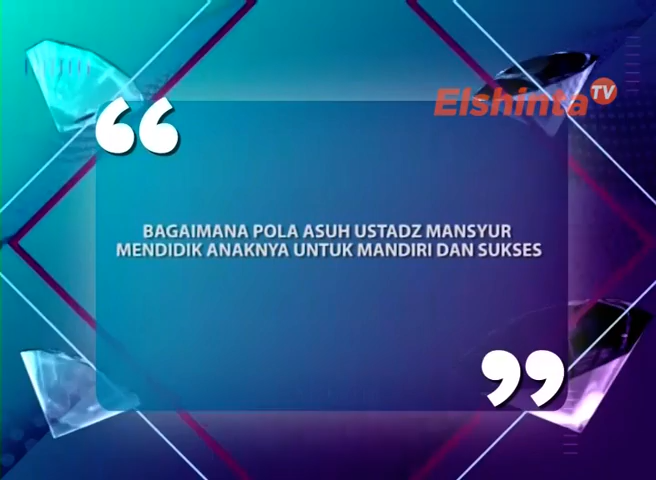 Elshinta TV
BAGAIMANA POLA ASUH USTADZ MANSYUR
MENDIDIK ANAKNYA UNTUK MANDIRI DAN SUKSES